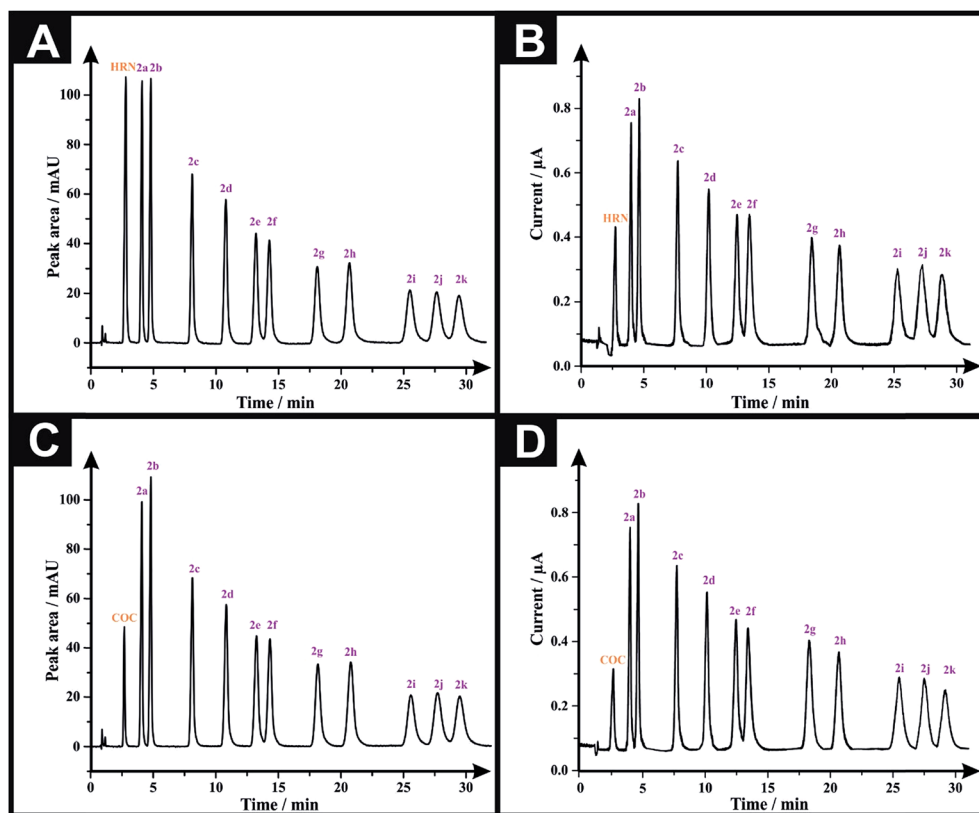 A
HRN 2a 2b
2c
2d
2e 2f
2g 2h
2i 2j 2k
Peak area / mAU
100
80
60
40
20
0
0 5 10 15 20 25 30
Time / min
B
2b
2a
2c
2d
2e 2f
HRN
2g 2h
2i 2j 2k
Current / µA
0.8
0.6
0.4
0.2
0.0
0 5 10 15 20 25 30
Time / min
C
2b
2a
2c
2d
COC
2e 2f
2g 2h
2i 2j 2k
Peak area / mAU
100
80
60
40
20
0
0 5 10 15 20 25 30
Time / min
D
2b
2a
2c
2d
2e 2f
2g
2h
COC
2i 2j 2k
Current / µA
0.8
0.6
0.4
0.2
0.0
0 5 10 15 20 25 30
Time / min